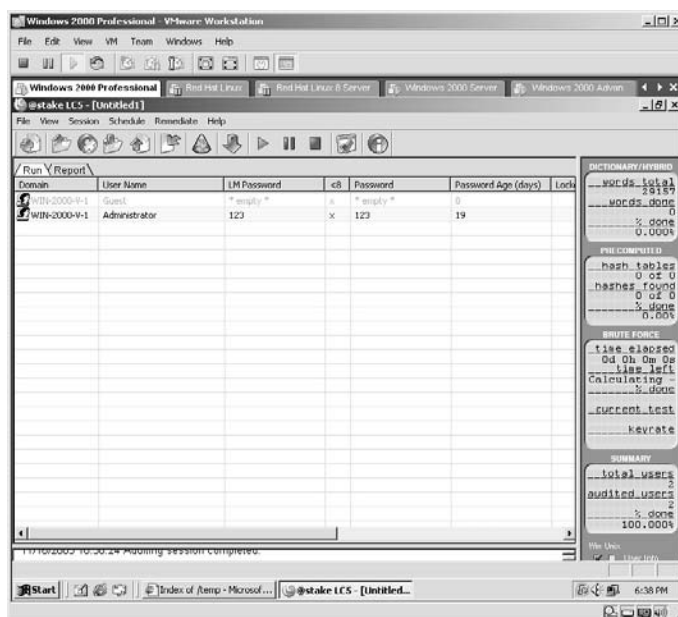 Windows 2000 Professional - VMware Workstation
File Edit View VM Team Windows Help
Windows 2000 Professional Red Hat Linux Red Hat Linux 8 Server Windows 2000 Server Windows 2000 Advan
@stake LC5 - [Untitled1]
File View Session Schedule Remediate Help
Run Report
Domain User Name LM Password <8 Password Password Age (days) Locko
WIN-2000-V-1 Guest * empty * x * empty * 0
WIN-2000-V-1 Administrator 123 x 123 19
DICTIONARY/HYBRID
words total
29157
words done
0
% done
0.000%
PRECOMPUTED
hash tables
0 of 0
hashes found
0 of 0
% done
0.00%
BRUTE FORCE
time elapsed
0d 0h 0m 0s
time left
Calculating -
% done
current test
keyrate
SUMMARY
total users
2
audited users
2
% done
100.000%
Auditing session completed.
Win Unix
User Info
Start Index of /temp - Microsof... @stake LC5 - [Untitled... 6:38 PM